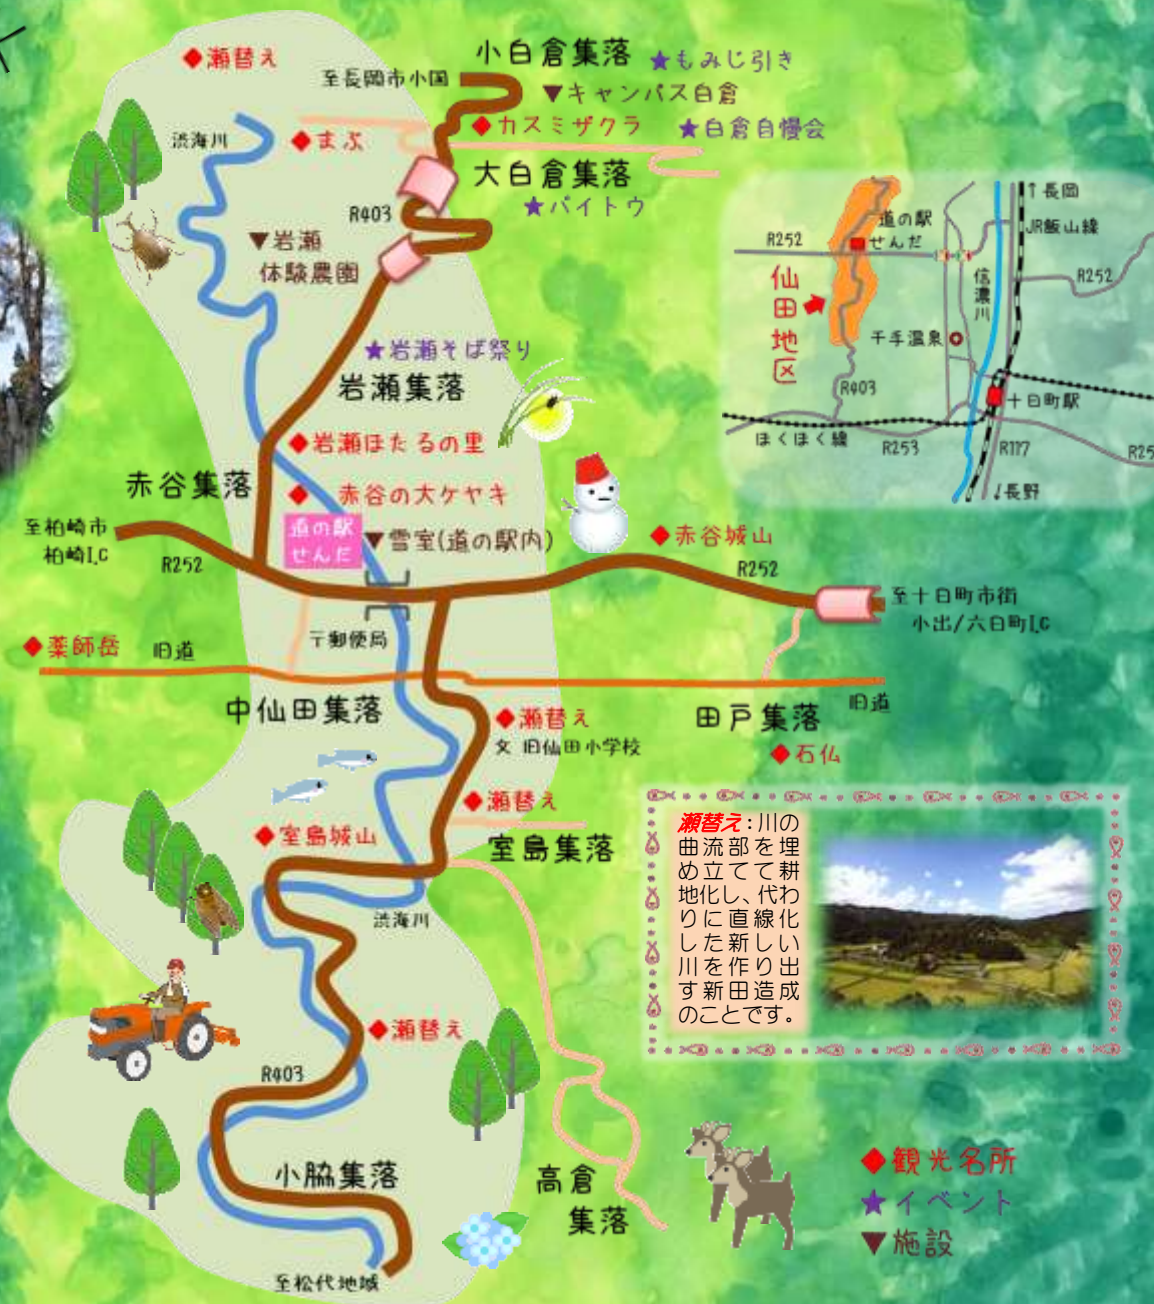 ◆瀬替え
小白倉集落
★もみじ引き
至長岡市小国
▼キャンパス白倉
渋海川
◆まぶ
◆カスミザクラ
★白倉自慢会
大白倉集落
★バイトウ
R403
▼岩瀬
体験農園
★岩瀬そば祭り
岩瀬集落
◆岩瀬ほたるの里
赤谷集落
◆ 赤谷の大ケヤキ
至柏崎市
柏崎I.C
道の駅
せんだ
▼雪室(道の駅内)
◆赤谷城山
R252
R252
至十日町市街
小出/六日町I.C
〒郵便局
◆薬師岳
旧道
中仙田集落
◆瀬替え
文 旧仙田小学校
田戸集落
旧道
◆石仏
◆瀬替え
◆室島城山
室島集落
渋海川
◆瀬替え
R403
小脇集落
高倉
集落
至松代地域
↑長岡
道の駅
せんだ
JR飯山線
R252
R252
仙田地区
信濃川
千手温泉
R403
十日町駅
ほくほく線
R253
R117
R25
↓長野
瀬替え:川の
曲流部を埋
め立てて耕
地化し、代わ
りに直線化
した新しい
川を作り出
す新田造成
のことです。
◆観光名所
★イベント
▼施設